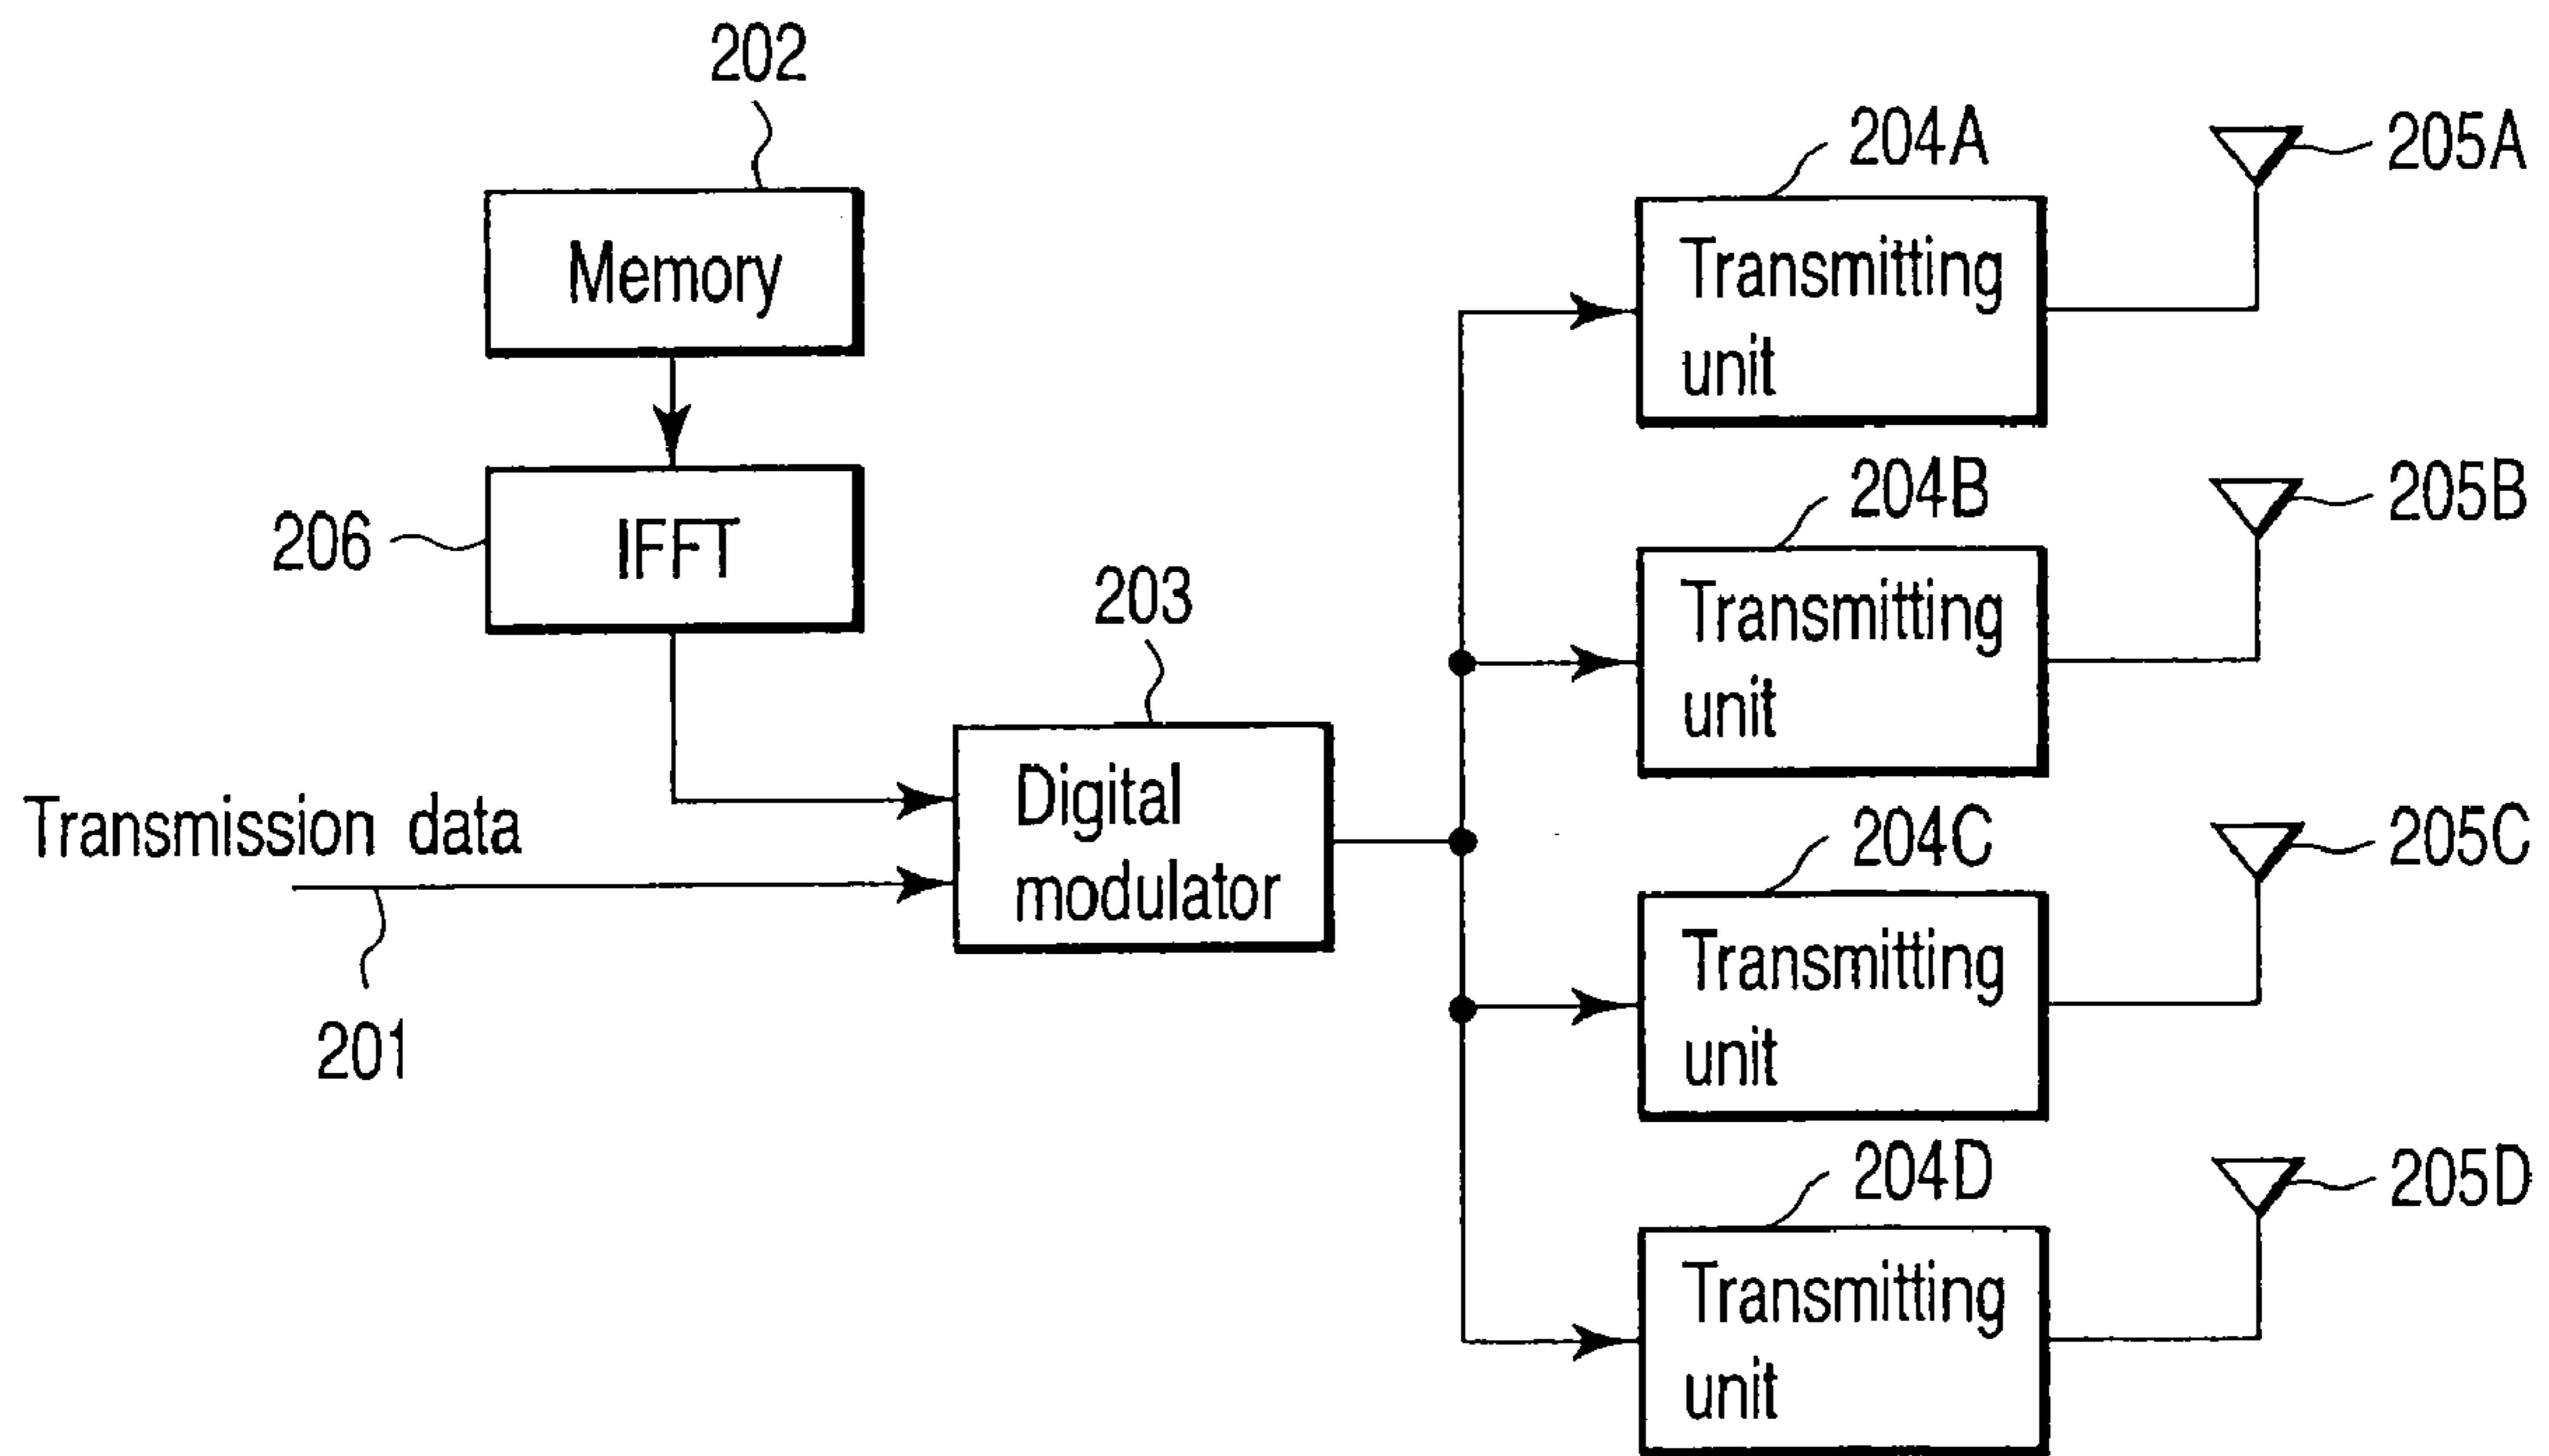 202
Memory
206
IFFT
Transmission data
201
203
Digital
modulator
204A
Transmitting
unit
205A
204B
Transmitting
unit
205B
204C
Transmitting
unit
205C
204D
Transmitting
unit
205D